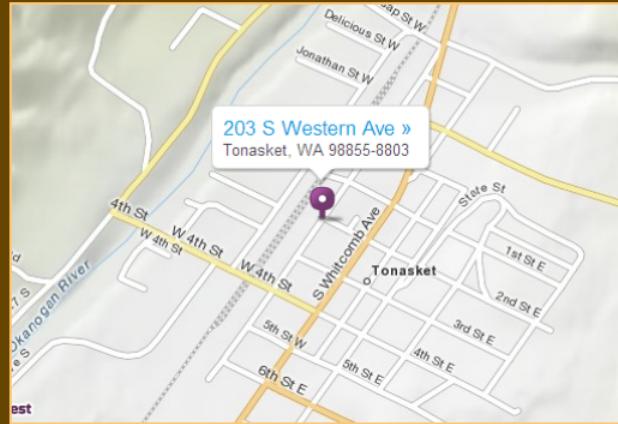 Delicious St W
Jonathan St W
203 S Western Ave »
Tonasket, WA 98855-8803
State St
4th St
W 4th St
W 4th St
W 4th St
S Whitcomb Ave
Tonasket
1st St E
2nd St E
3rd St E
4th St E
5th St W
5th St E
6th St E
Okanogan River
est